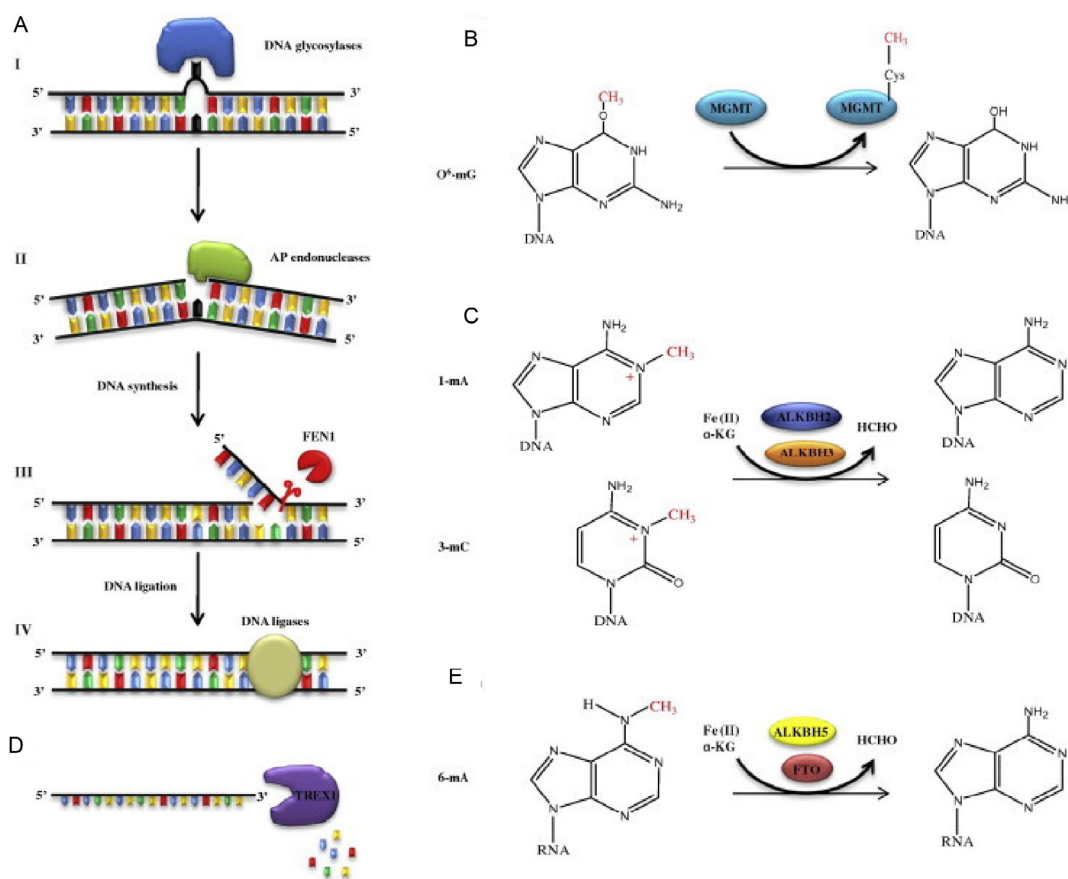 A
I
DNA glycosylases
5' 3'
3' 5'
II
AP endonucleases
5' 3'
3' 5'
DNA synthesis
III
5'
FEN1
5' 3'
3' 5'
DNA ligation
IV
DNA ligases
5' 3'
3' 5'
D
5' 3'
TREX1
B
O⁶-mG
CH₃
O
N
NH
N
N
NH₂
DNA
MGMT
MGMT
Cys
CH₃
OH
N
NH
N
N
NH
DNA
C
1-mA
NH₂
N
N
CH₃
+
N
N
DNA
Fe (II)
α-KG
ALKBH2
ALKBH3
HCHO
NH₂
N
N
N
N
DNA
3-mC
NH₂
N
CH₃
+
N
O
DNA
NH₂
N
N
O
DNA
E
6-mA
H
N
CH₃
N
N
N
N
RNA
Fe (II)
α-KG
ALKBH5
FTO
HCHO
NH₂
N
N
N
N
RNA